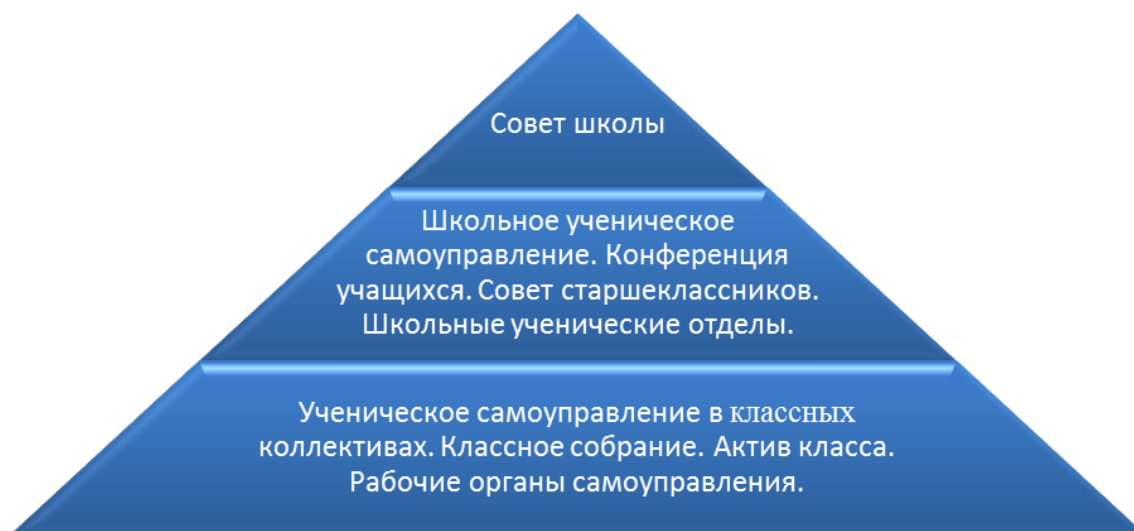 Совет школы
Школьное ученическое
самоуправление. Конференция
учащихся. Совет старшеклассников.
Школьные ученические отделы.
Ученическое самоуправление в классных
коллективах. Классное собрание. Актив класса.
Рабочие органы самоуправления.